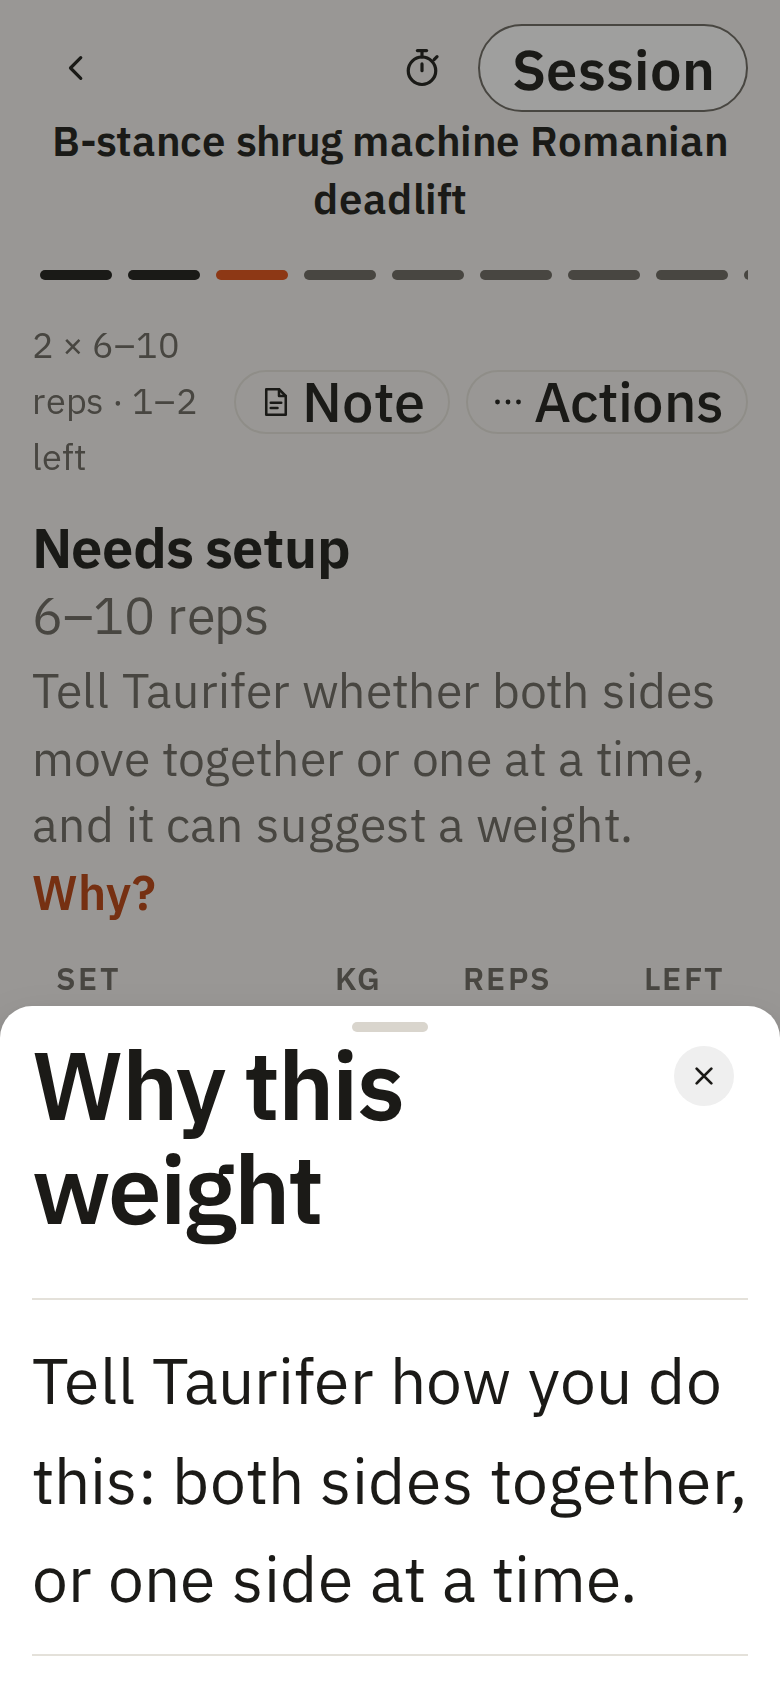 Session
B-stance shrug machine Romanian
deadlift
2 × 6–10
reps · 1–2
left
Note
Actions
Needs setup
6–10 reps
Tell Taurifer whether both sides
move together or one at a time,
and it can suggest a weight.
Why?
SET KG REPS LEFT
Why this
weight
Tell Taurifer how you do
this: both sides together,
or one side at a time.